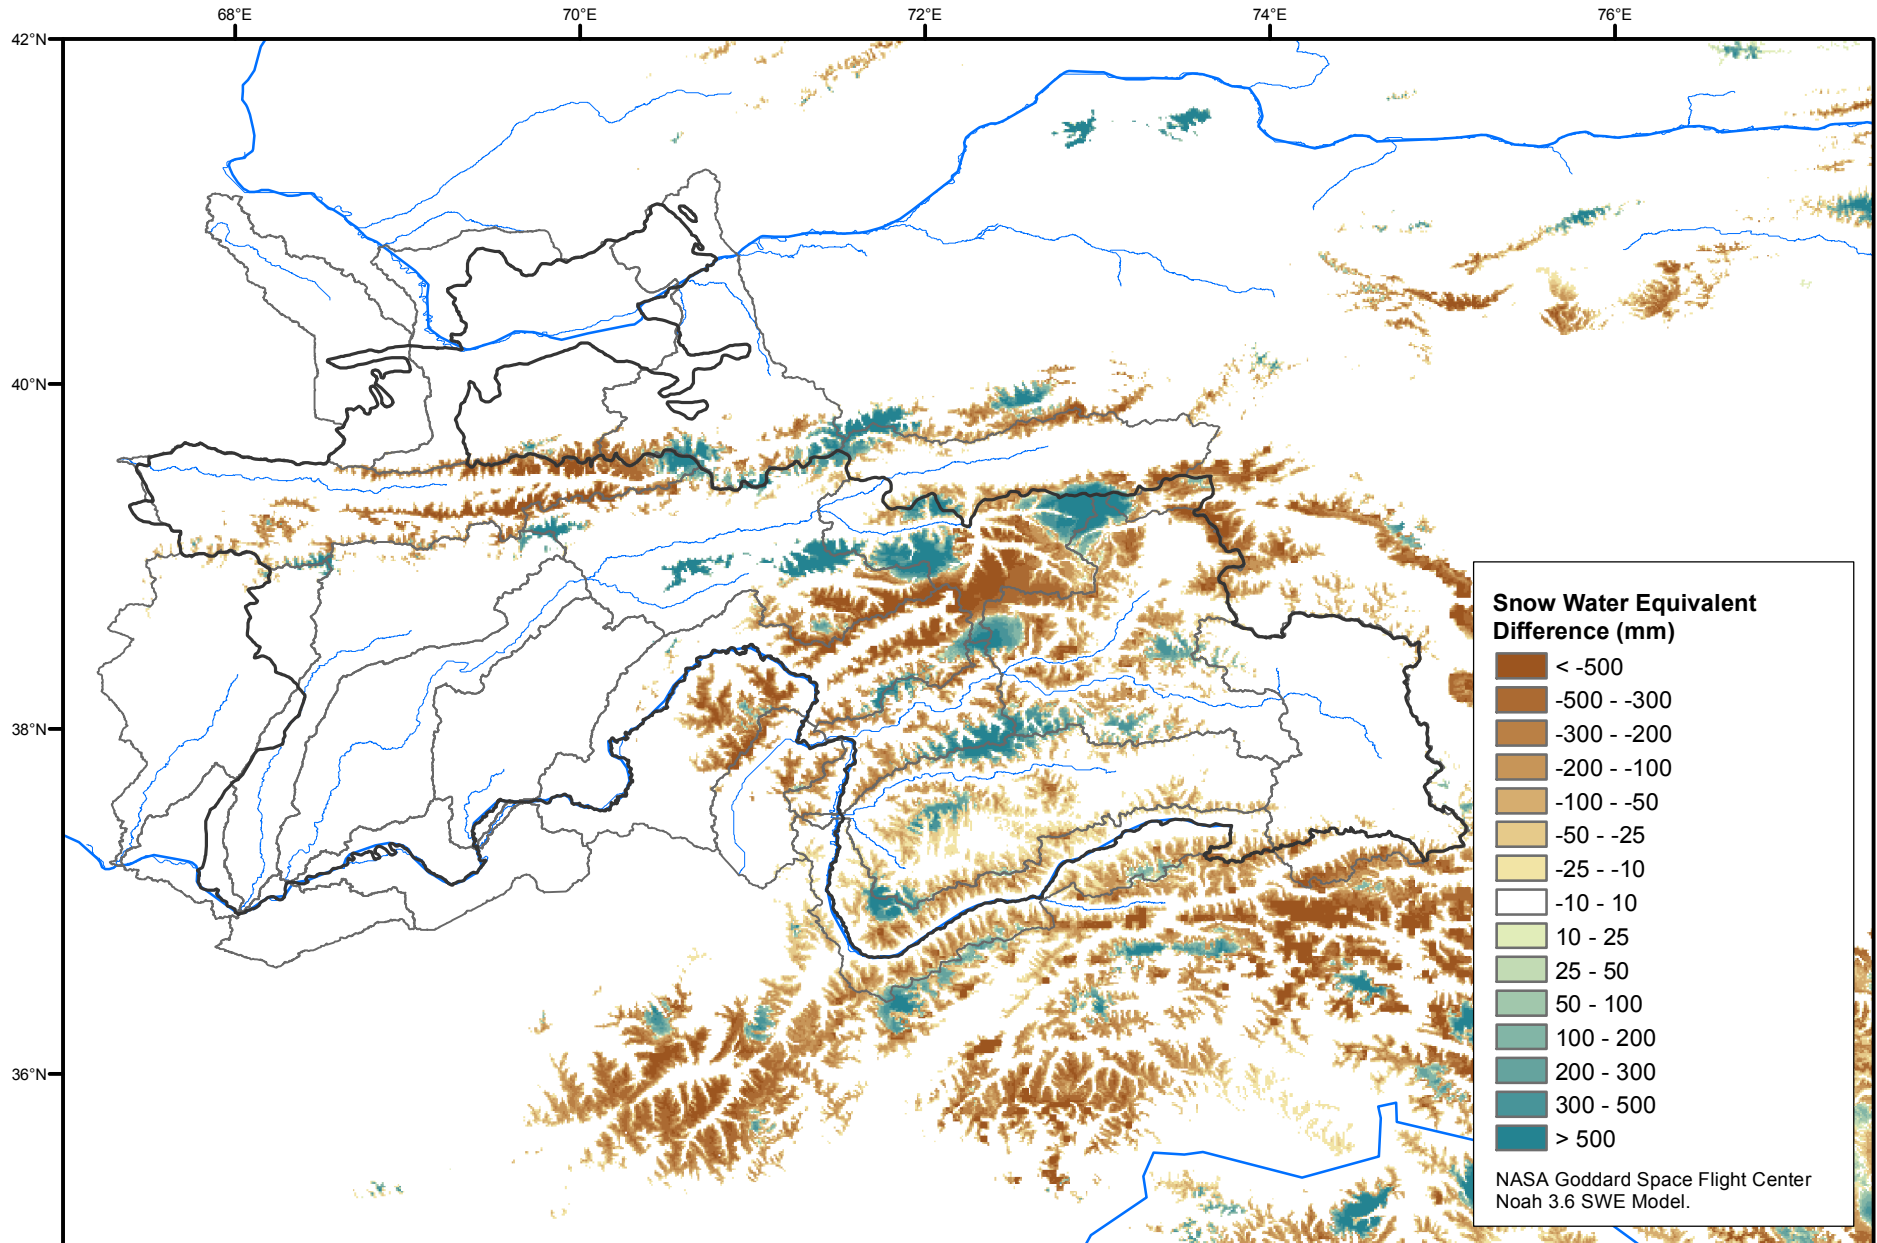 68°E
70°E
72°E
74°E
76°E
42°N
40°N
38°N
36°N
Snow Water Equivalent
Difference (mm)
< -500
-500 - -300
-300 - -200
-200 - -100
-100 - -50
-50 - -25
-25 - -10
-10 - 10
10 - 25
25 - 50
50 - 100
100 - 200
200 - 300
300 - 500
> 500
NASA Goddard Space Flight Center
Noah 3.6 SWE Model.